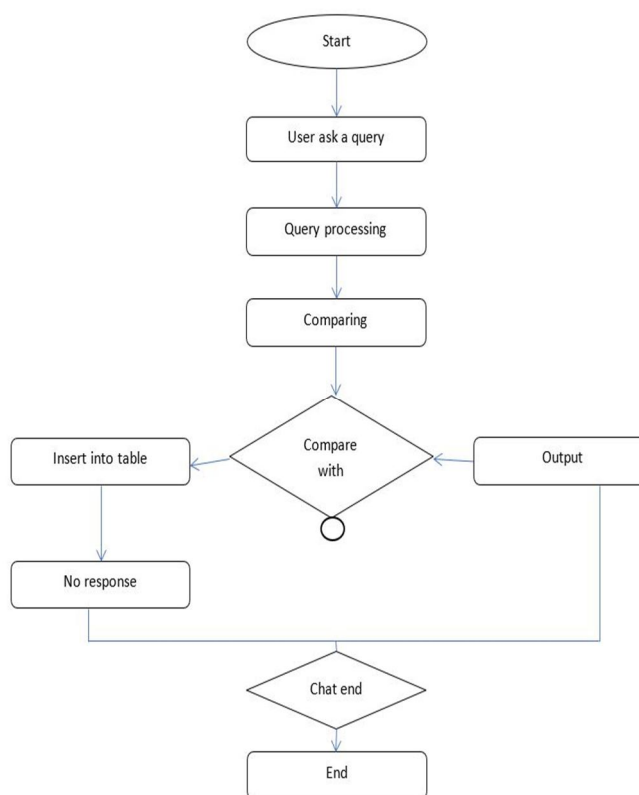 Start
User ask a query
Query processing
Comparing
Compare
with
Insert into table
Output
No response
Chat end
End